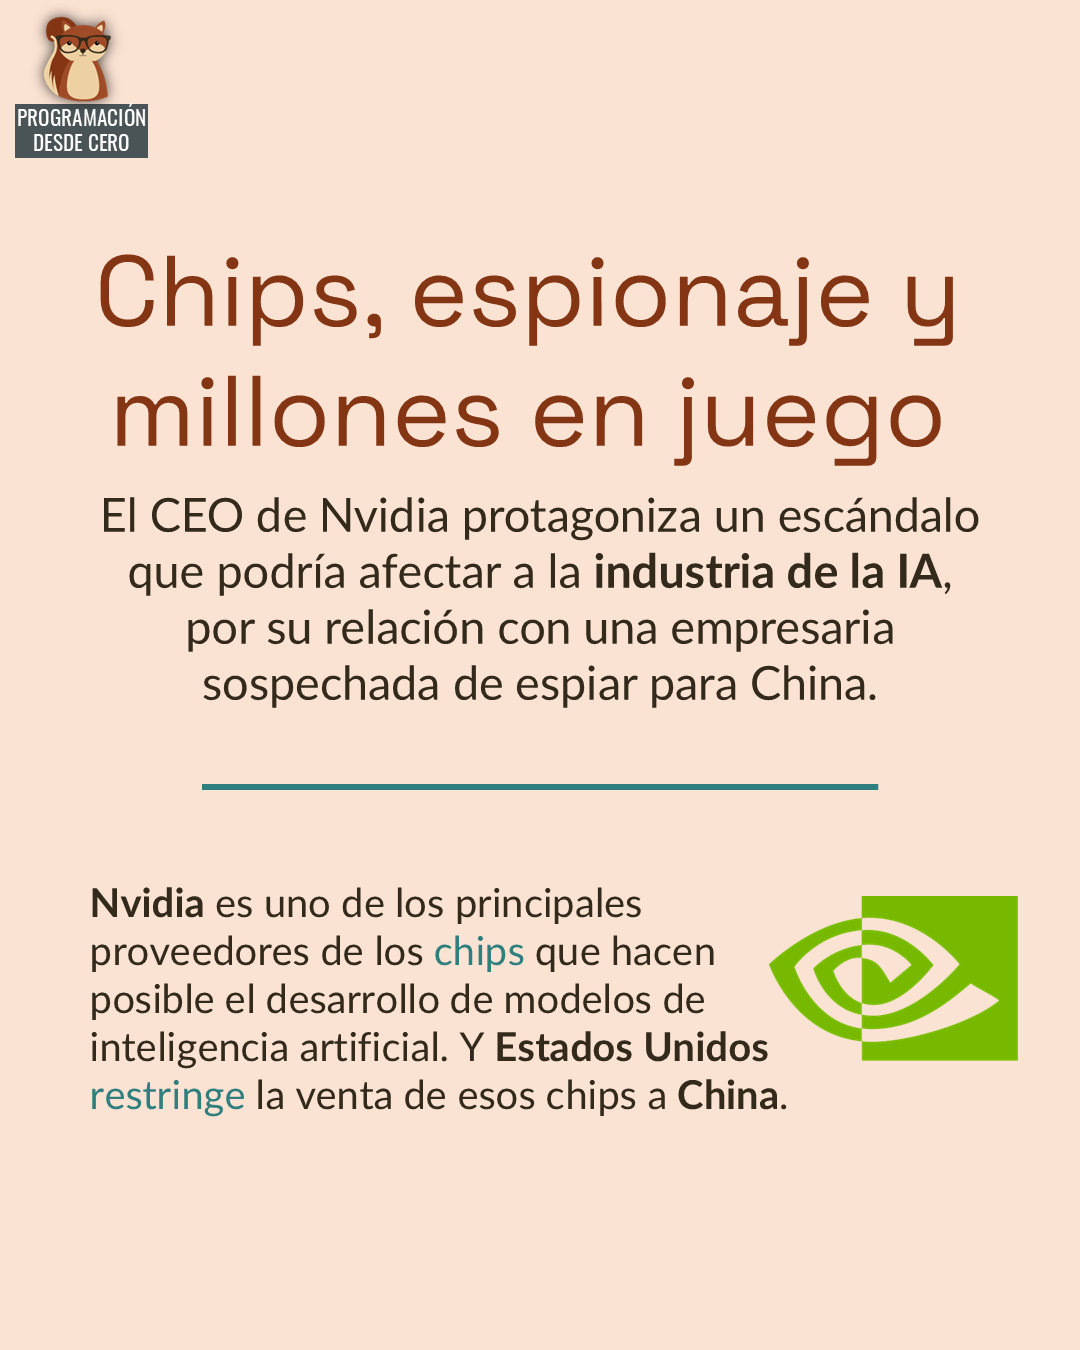 PROGRAMACIÓN
DESDE CERO
Chips, espionaje y
millones en juego
El CEO de Nvidia protagoniza un escándalo
que podría afectar a la industria de la IA,
por su relación con una empresaria
sospechada de espiar para China.
Nvidia es uno de los principales
proveedores de los chips que hacen
posible el desarrollo de modelos de
inteligencia artificial. Y Estados Unidos
restringe la venta de esos chips a China.